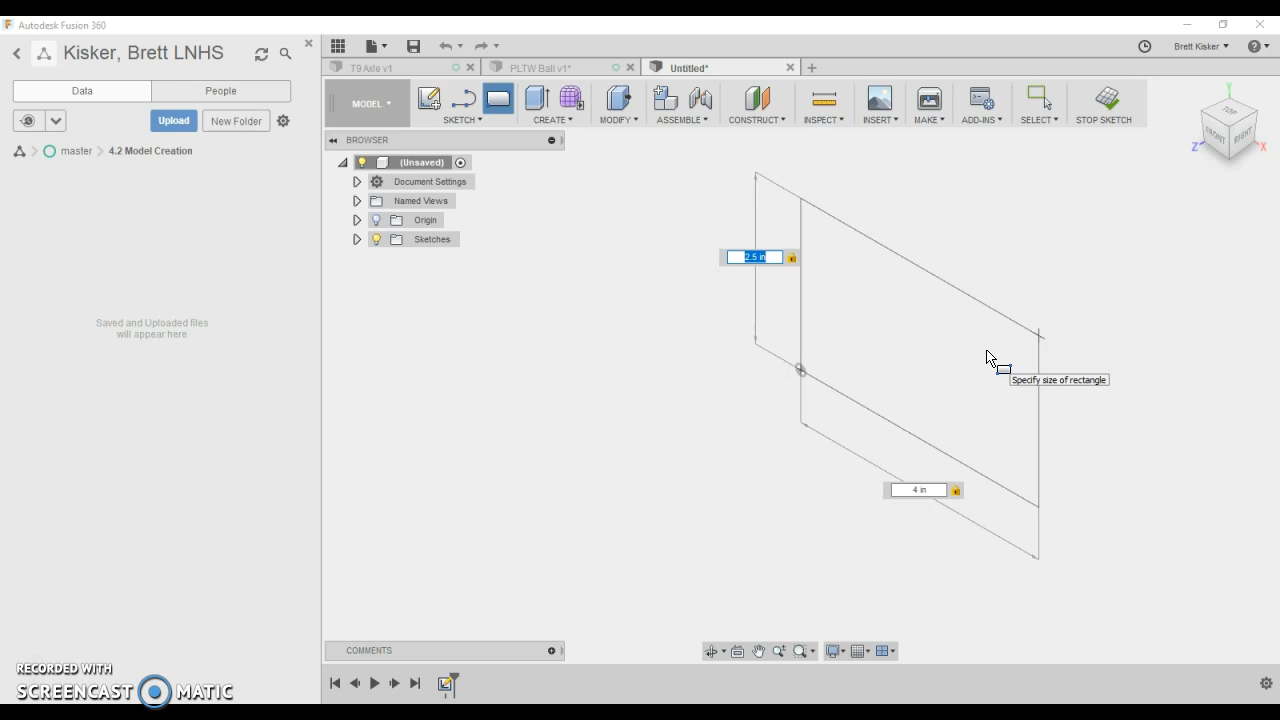 Autodesk Fusion 360
Kisker, Brett LNHS
Data
People
Upload
New Folder
master
4.2 Model Creation
Saved and Uploaded files
will appear here
RECORDED WITH
SCREENCAST MATIC
Brett Kisker
T9 Axle v1
PLTW Ball v1*
Untitled*
MODEL
SKETCH
CREATE
MODIFY
ASSEMBLE
CONSTRUCT
INSPECT
INSERT
MAKE
ADD-INS
SELECT
STOP SKETCH
BROWSER
(Unsaved)
Document Settings
Named Views
Origin
Sketches
TOP
FRONT
RIGHT
Y
Z
X
2.5 in
Specify size of rectangle
4 in
COMMENTS